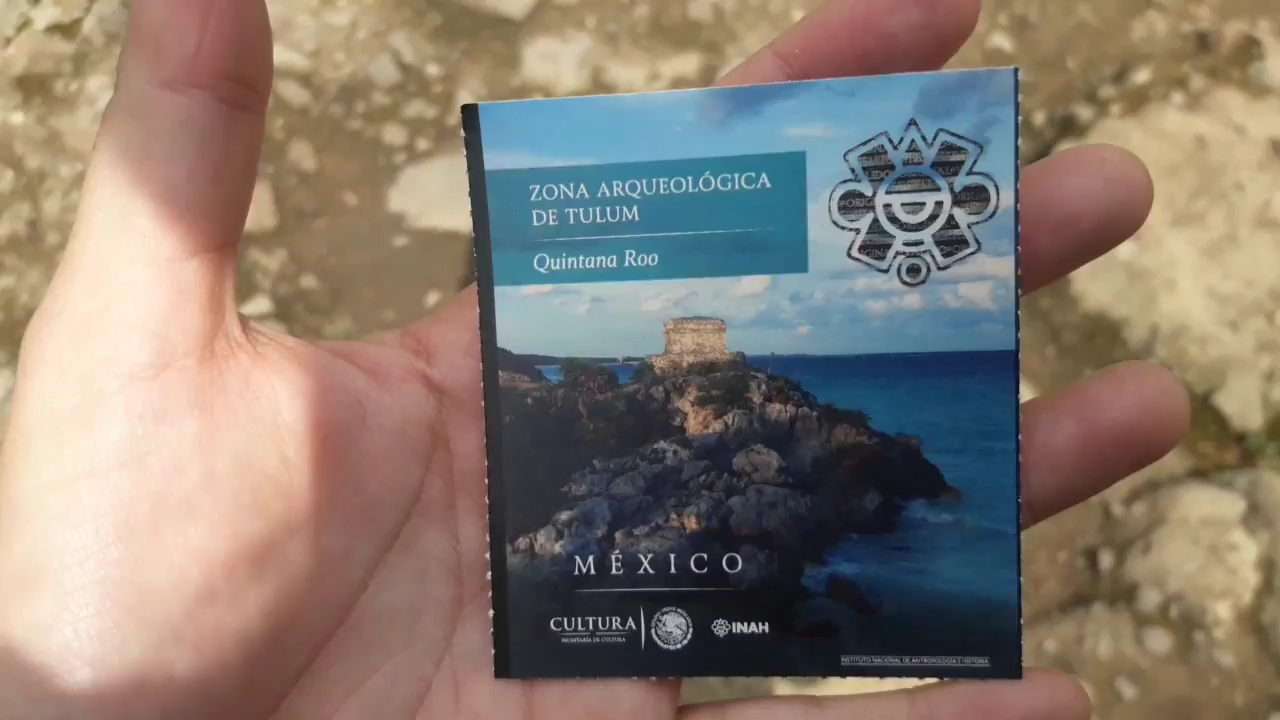 ZONA ARQUEOLÓGICA
DE TULUM
Quintana Roo
MÉXICO
CULTURA
SECRETARÍA DE CULTURA
INAH
INSTITUTO NACIONAL DE ANTROPOLOGÍA E HISTORIA